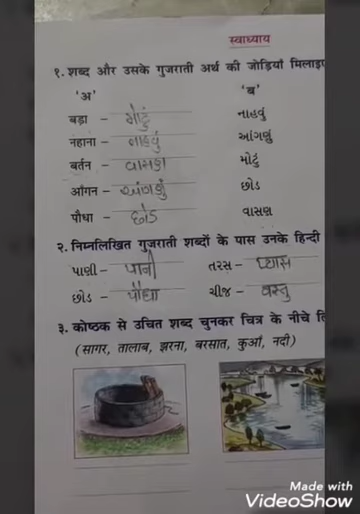 स्वाध्याय
१. शब्द और उसके गुजराती अर्थ की जोड़ियाँ मिलाइए
'अ' 'ब'
बड़ा – મોટું નાહવું
नहाना – નાહવું આંગણું
बर्तन – વાસણ મોટું
आँगन – આંગણું છોડ
पौधा – છોડ વાસણ
२. निम्नलिखित गुजराती शब्दों के पास उनके हिन्दी
પાણી – पानी તરસ – प्यास
છોડ – पौधा ચીજ – वस्तु
३. कोष्ठक से उचित शब्द चुनकर चित्र के नीचे
(सागर, तालाब, झरना, बरसात, कुआँ, नदी)
Made with
VideoShow